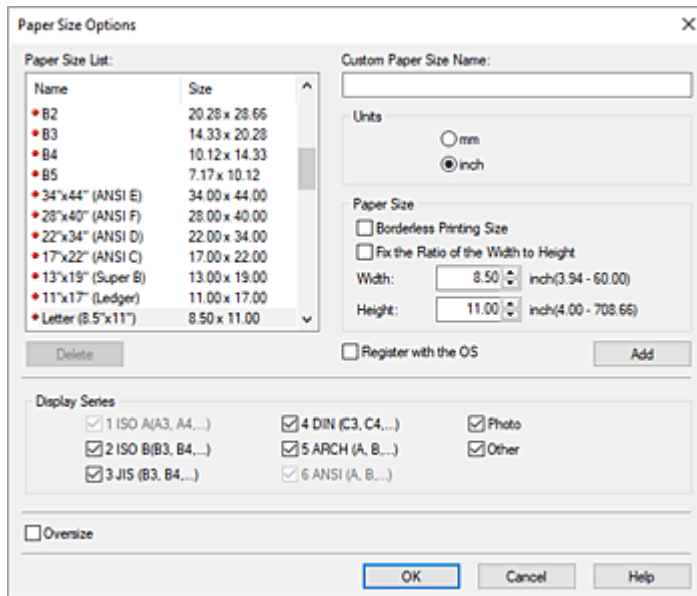 Paper Size Options
Paper Size List:
Name Size
B2 20.28 x 28.66
B3 14.33 x 20.28
B4 10.12 x 14.33
B5 7.17 x 10.12
34"x44" (ANSI E) 34.00 x 44.00
28"x40" (ANSI F) 28.00 x 40.00
22"x34" (ANSI D) 22.00 x 34.00
17"x22" (ANSI C) 17.00 x 22.00
13"x19" (Super B) 13.00 x 19.00
11"x17" (Ledger) 11.00 x 17.00
Letter (8.5"x11") 8.50 x 11.00
Delete
Custom Paper Size Name:
Units
mm
inch
Paper Size
Borderless Printing Size
Fix the Ratio of the Width to Height
Width: 8.50 inch(3.94 - 60.00)
Height: 11.00 inch(4.00 - 708.66)
Register with the OS Add
Display Series
1 ISO A(A3, A4,...) 4 DIN (C3, C4,...) Photo
2 ISO B(B3, B4,...) 5 ARCH (A, B,...) Other
3 JIS (B3, B4,...) 6 ANSI (A, B,...)
Oversize
OK Cancel Help